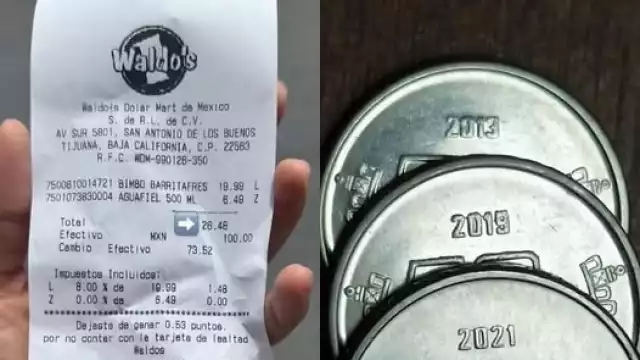 Waldo's
Waldo's Dolar Mart de Mexico
S. de R.L. de C.V.
AV SUR 5801, SAN ANTONIO DE LOS BUENOS
TIJUANA, BAJA CALIFORNIA, C.P. 22563
R.F.C. WDM-990126-350
7500810014721 BIMBO BARRITAFRES 19.99 L
7501073830004 AGUAFIEL 500 ML 6.49 Z
Total 26.48
Efectivo MXN 100.00
Cambio Efectivo 73.52
Impuestos Incluidos:
L 8.00 % de 19.99 1.48
Z 0.00 % de 6.49 0.00
Dejaste de ganar 0.53 puntos.
por no contar con la tarjeta de lealtad
Waldos
2013
2019
2021